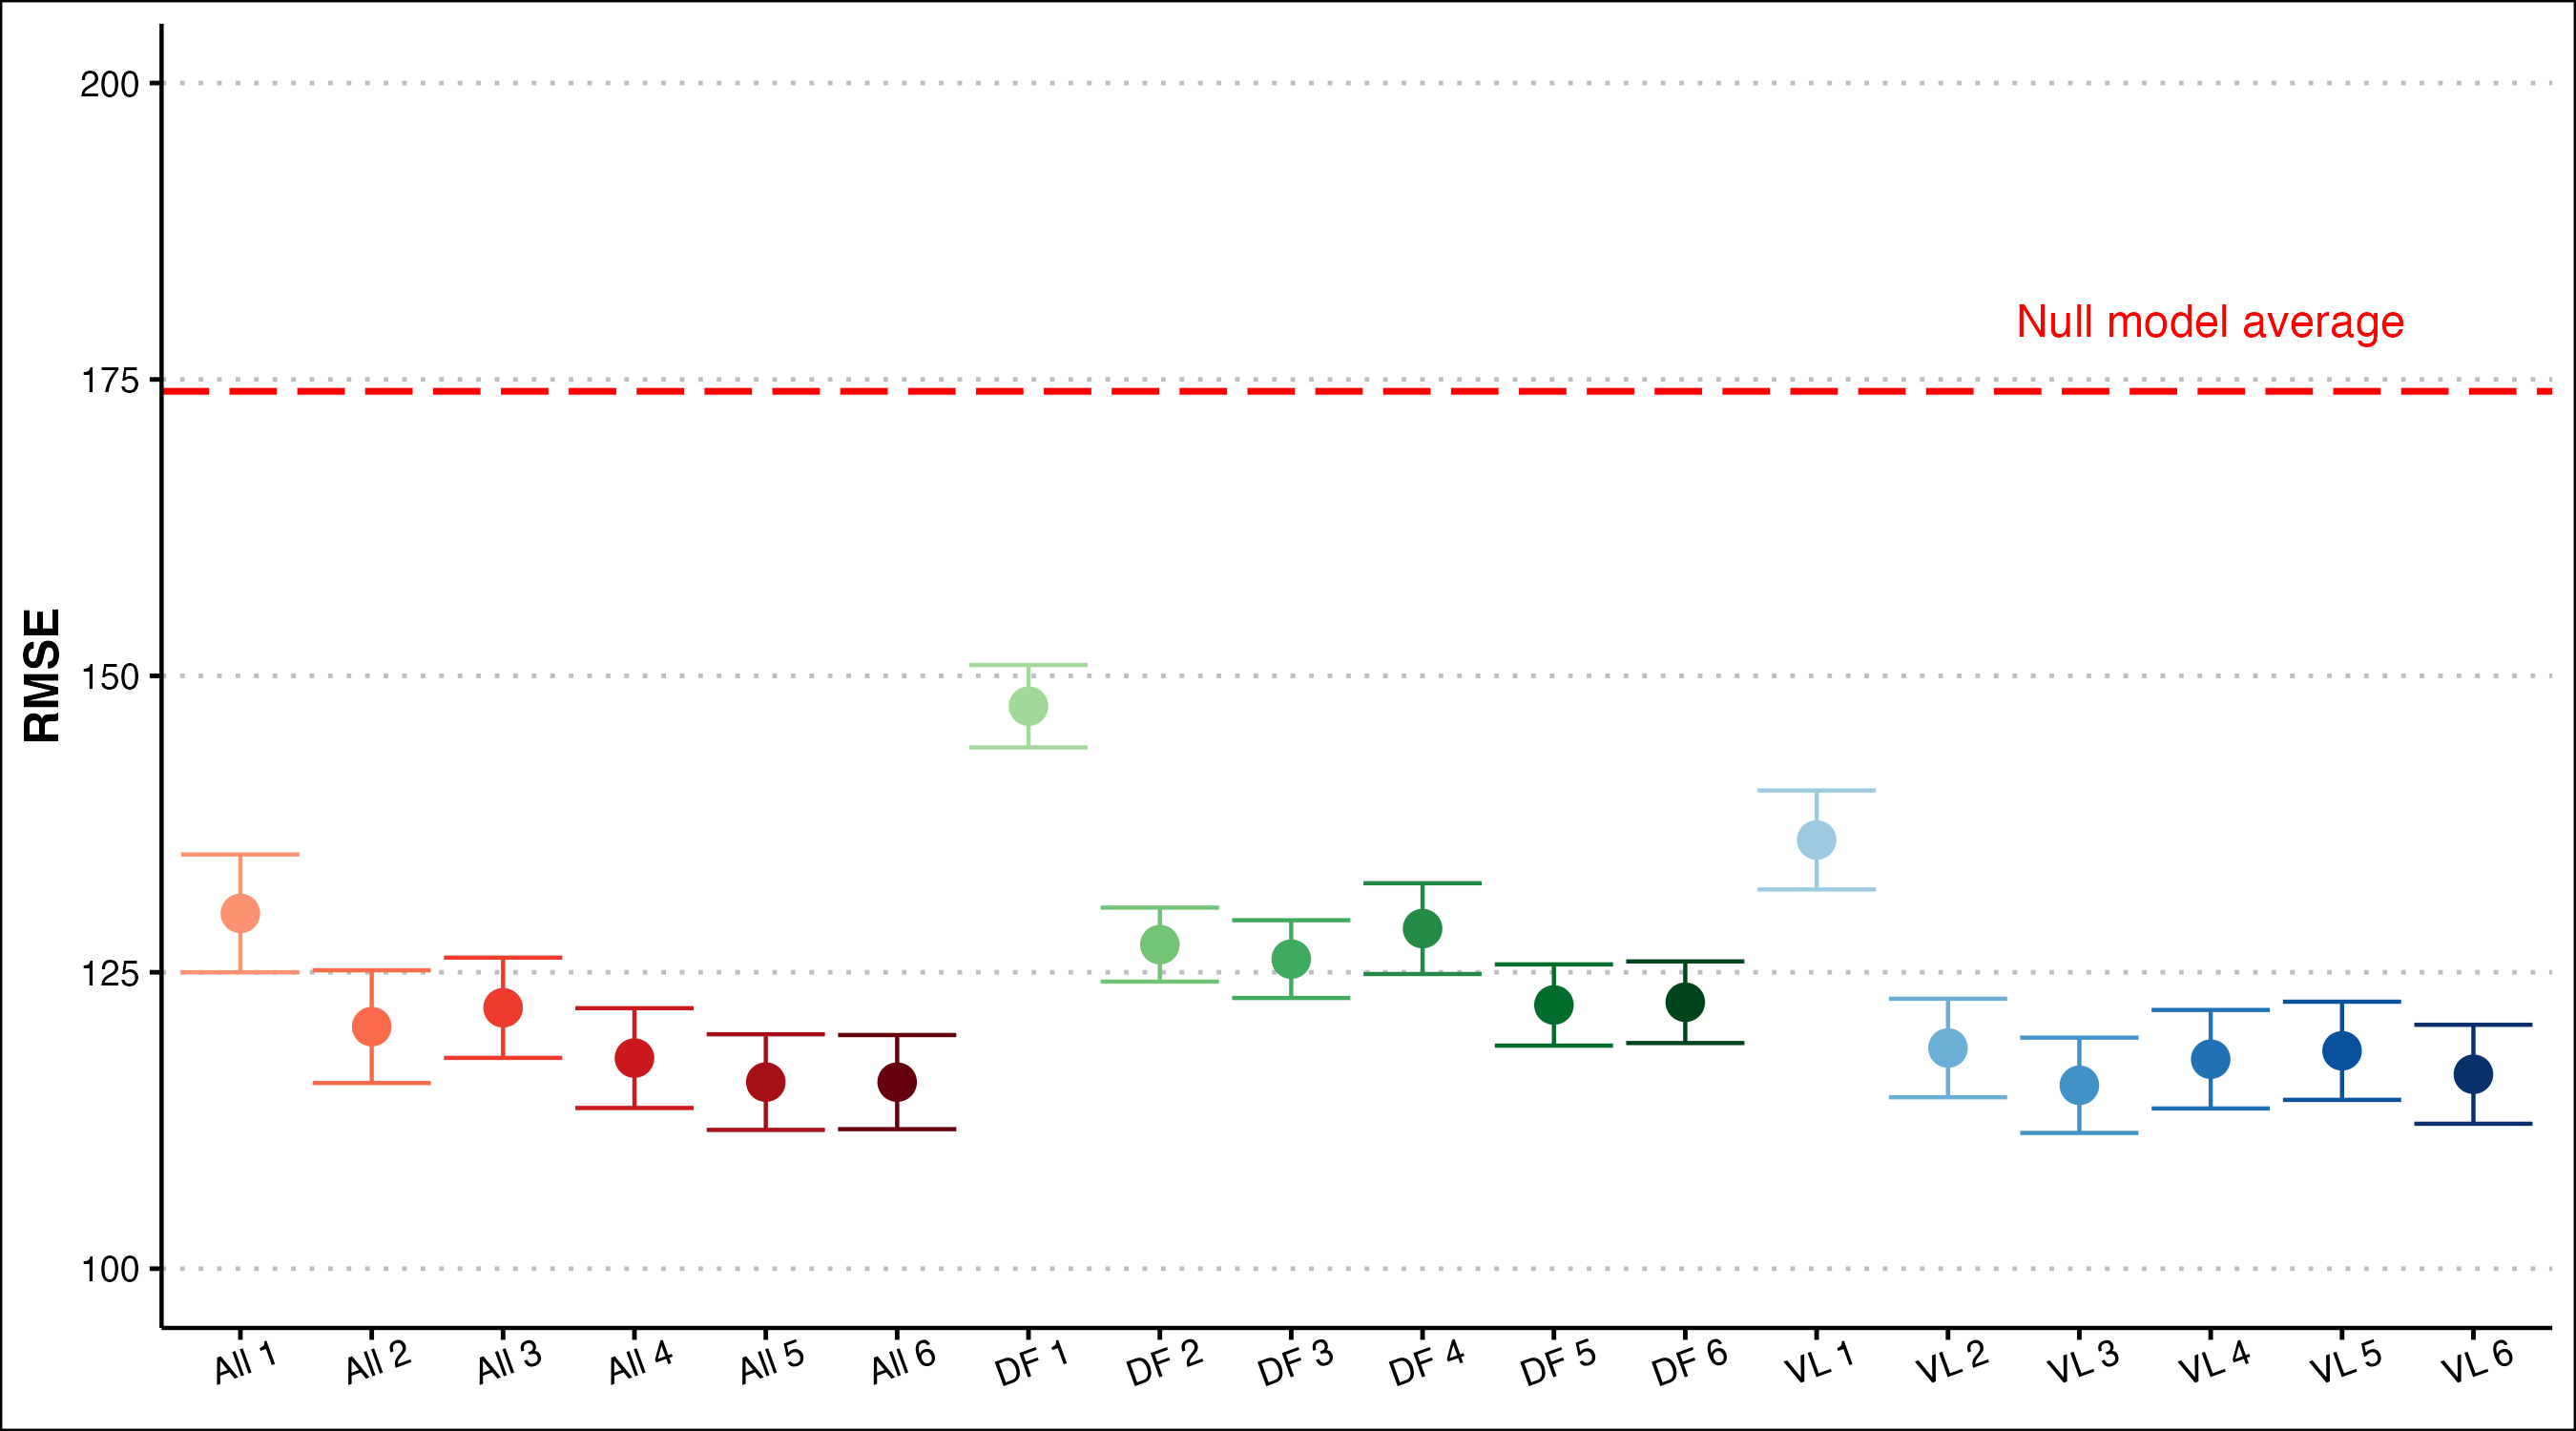 200
Null model average
175
150
RMSE
125
100
All 1 All 2 All 3 All 4 All 5 All 6 DF 1 DF 2 DF 3 DF 4 DF 5 DF 6 VL 1 VL 2 VL 3 VL 4 VL 5 VL 6